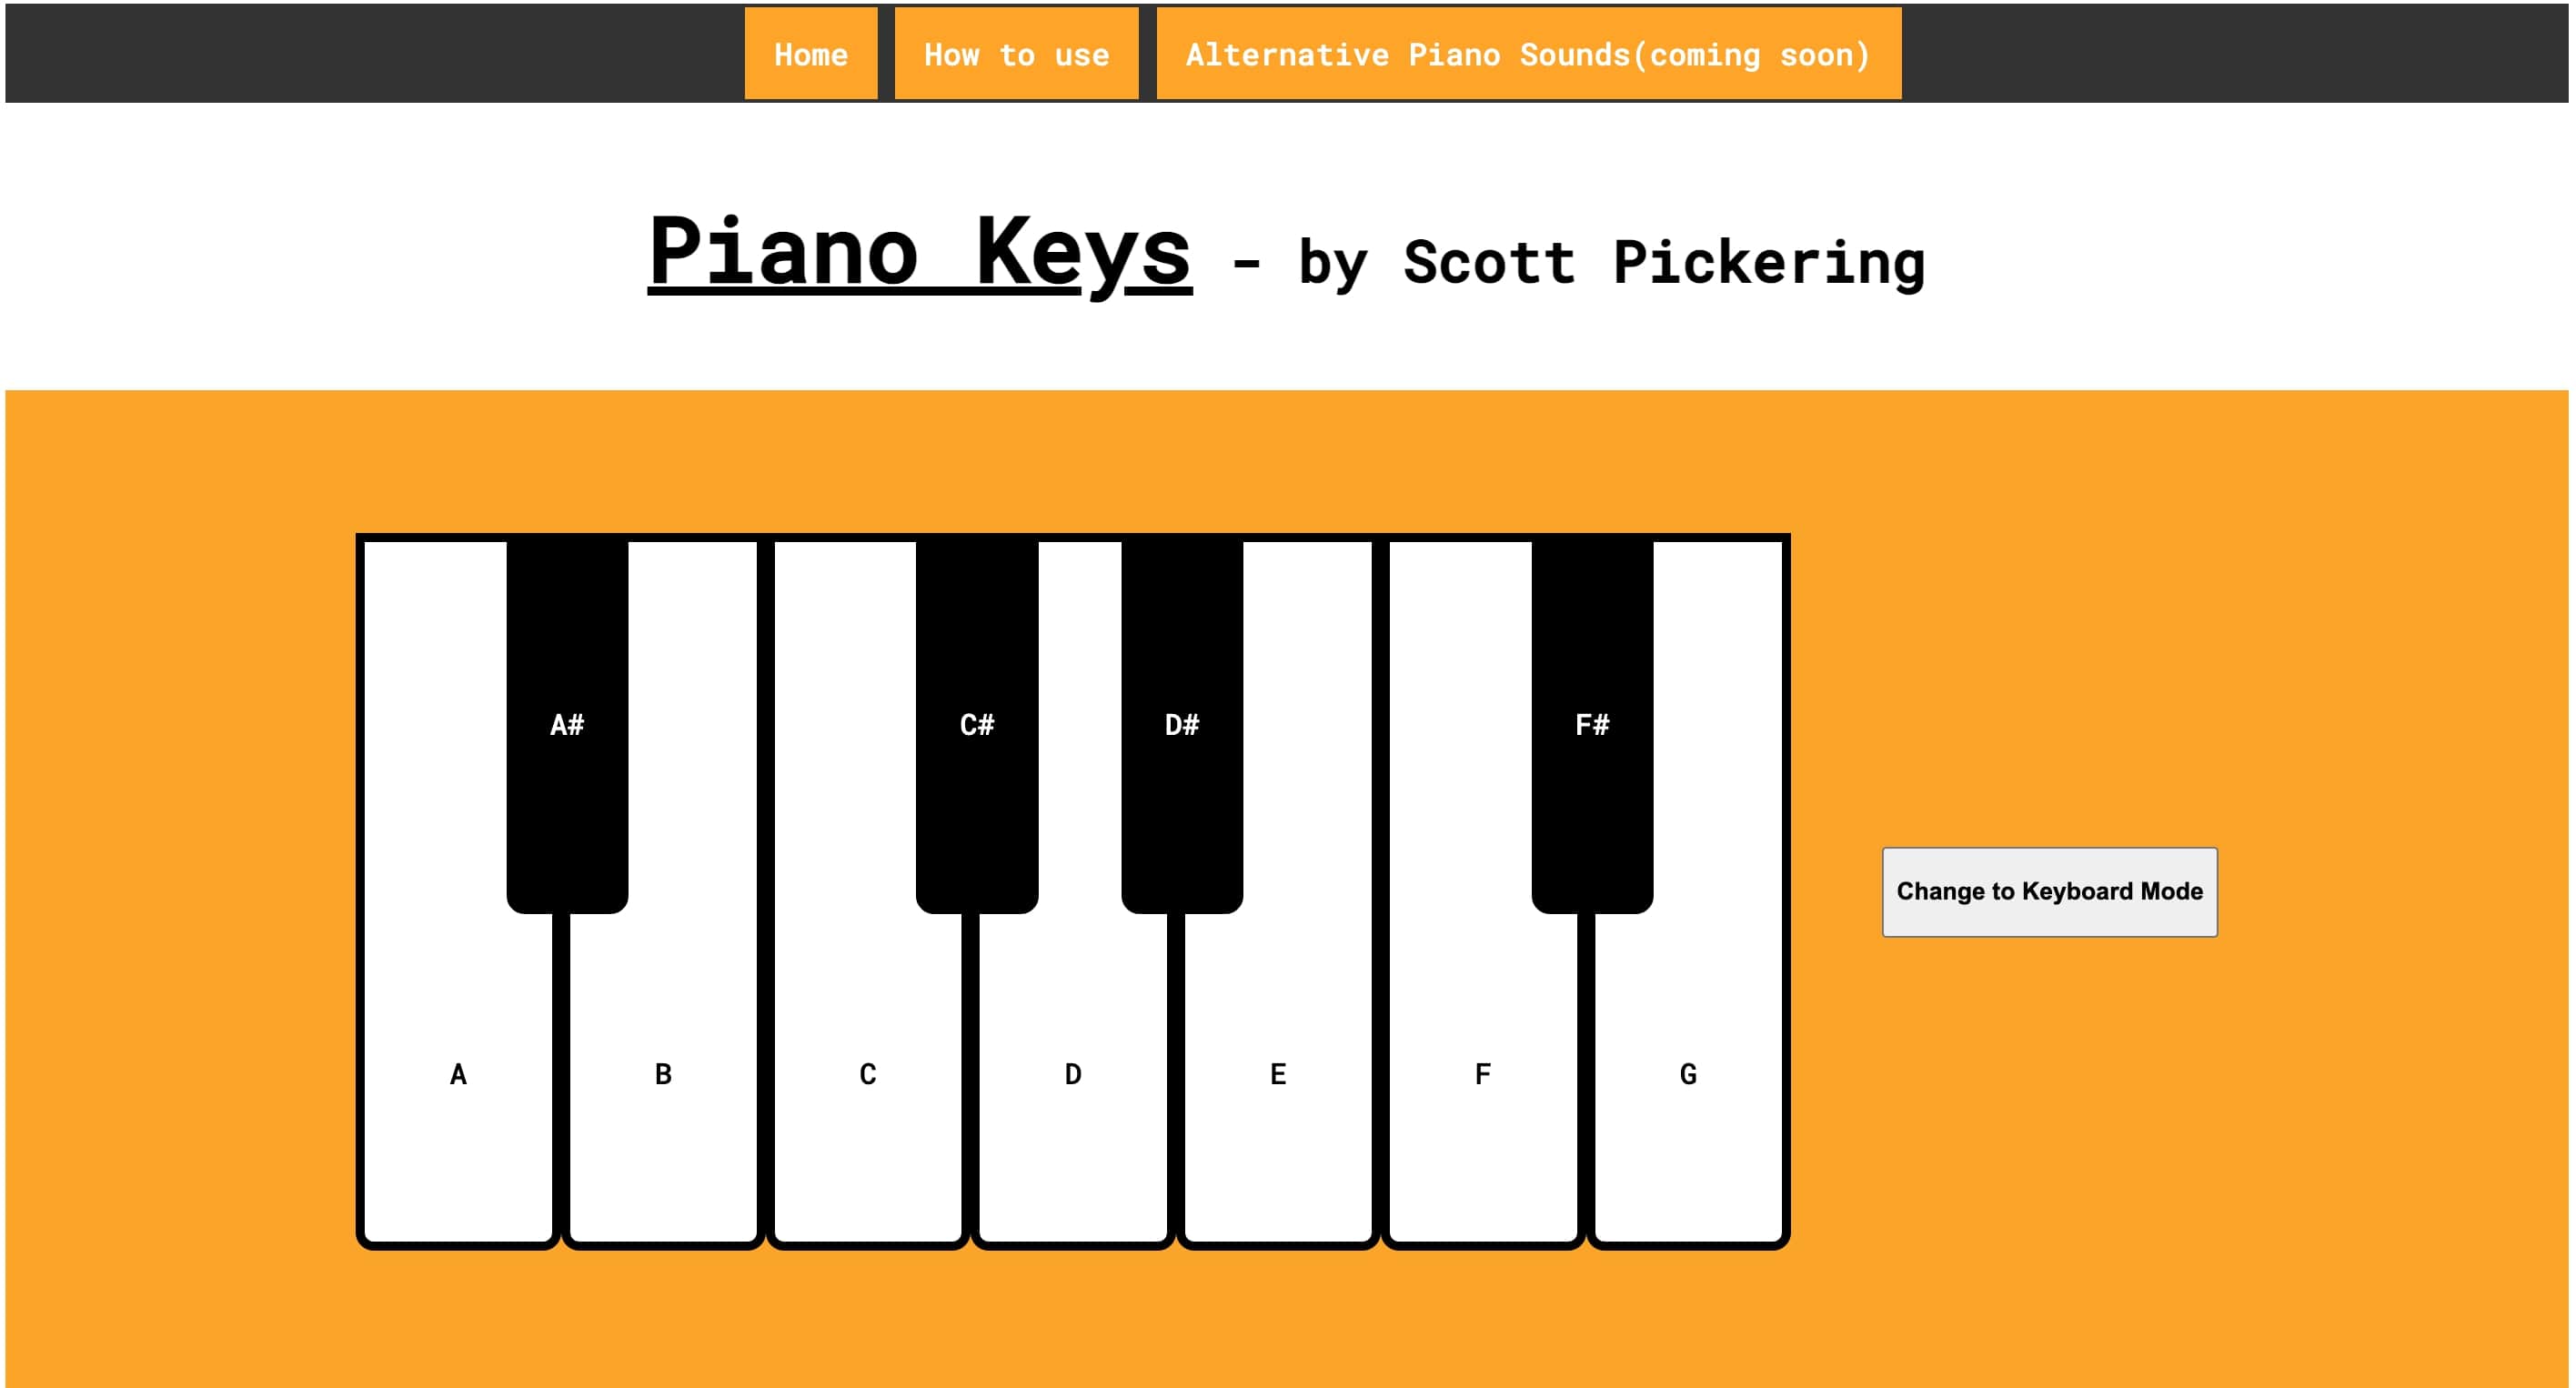 Home How to use Alternative Piano Sounds(coming soon)
Piano Keys - by Scott Pickering
A# C# D# F#
Change to Keyboard Mode
A B C D E F G